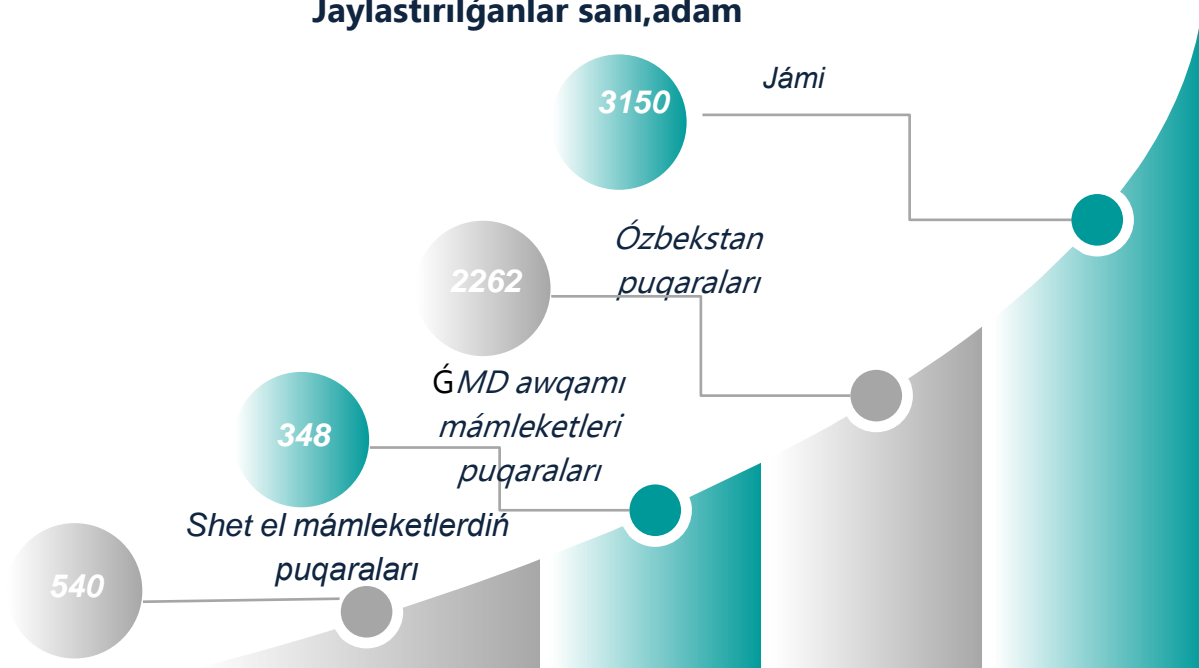 Jaylastırılǵanlar sanı,adam
3150
Jámi
2262
Ózbekstan
puqaraları
348
ǴMD awqamı
mámleketleri
puqaraları
540
Shet el mámleketlerdiń
puqaraları